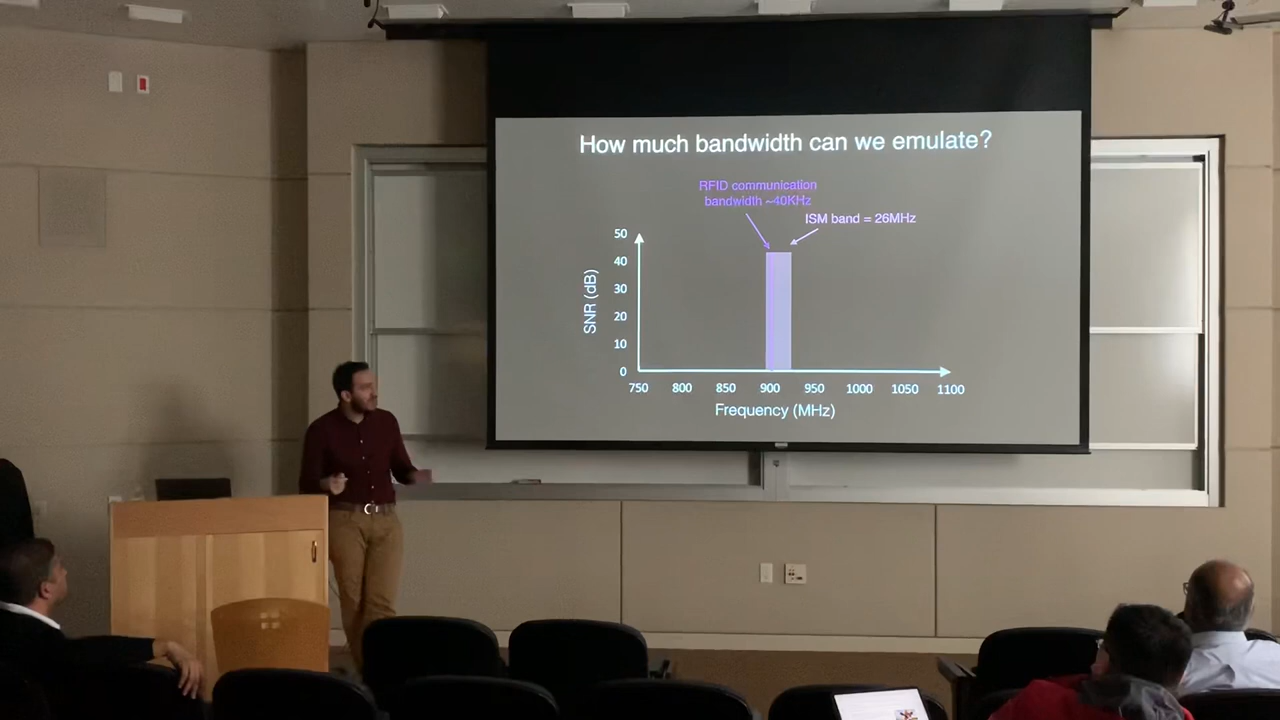 How much bandwidth can we emulate?
RFID communication
bandwidth ~40KHz
ISM band = 26MHz
50
40
30
20
10
0
SNR (dB)
750 800 850 900 950 1000 1050 1100
Frequency (MHz)